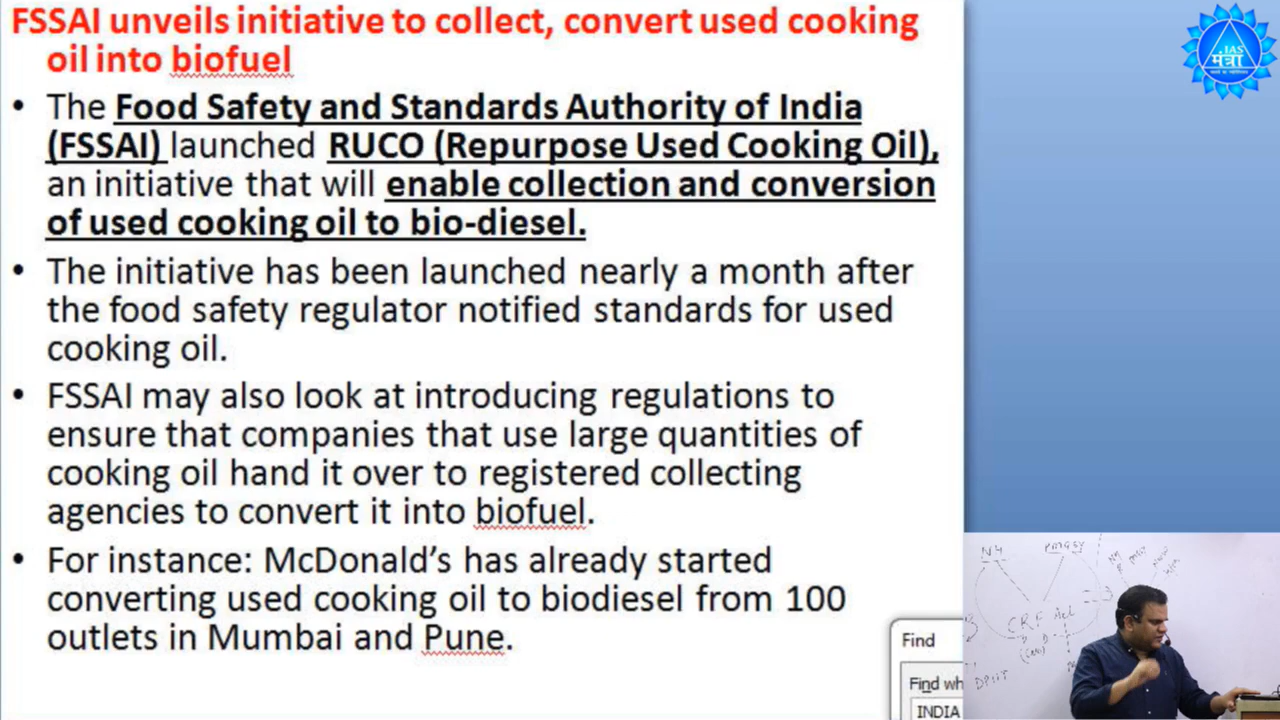 FSSAI unveils initiative to collect, convert used cooking
oil into biofuel
• The Food Safety and Standards Authority of India
(FSSAI) launched RUCO (Repurpose Used Cooking Oil),
an initiative that will enable collection and conversion
of used cooking oil to bio-diesel.
• The initiative has been launched nearly a month after
the food safety regulator notified standards for used
cooking oil.
• FSSAI may also look at introducing regulations to
ensure that companies that use large quantities of
cooking oil hand it over to registered collecting
agencies to convert it into biofuel.
• For instance: McDonald's has already started
converting used cooking oil to biodiesel from 100
outlets in Mumbai and Pune.
IAS
मंत्रा
Find
Find wh
INDIA
NH
PMGSY
CRF Act